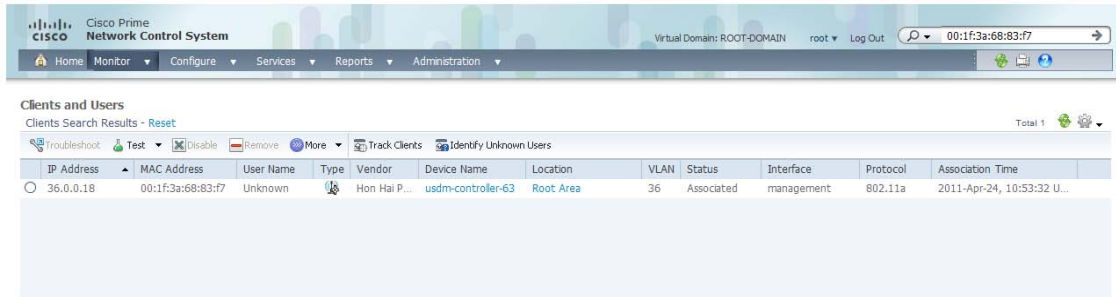 Cisco Prime
CISCO Network Control System
Virtual Domain: ROOT-DOMAIN root Log Out 00:1f:3a:68:83:f7
Home Monitor Configure Services Reports Administration
Clients and Users
Clients Search Results - Reset
Total 1
Troubleshoot Test Disable Remove More Track Clients Identify Unknown Users
IP Address MAC Address User Name Type Vendor Device Name Location VLAN Status Interface Protocol Association Time
36.0.0.18 00:1f:3a:68:83:f7 Unknown Hon Hai P... usdm-controller-63 Root Area 36 Associated management 802.11a 2011-Apr-24, 10:53:32 U...